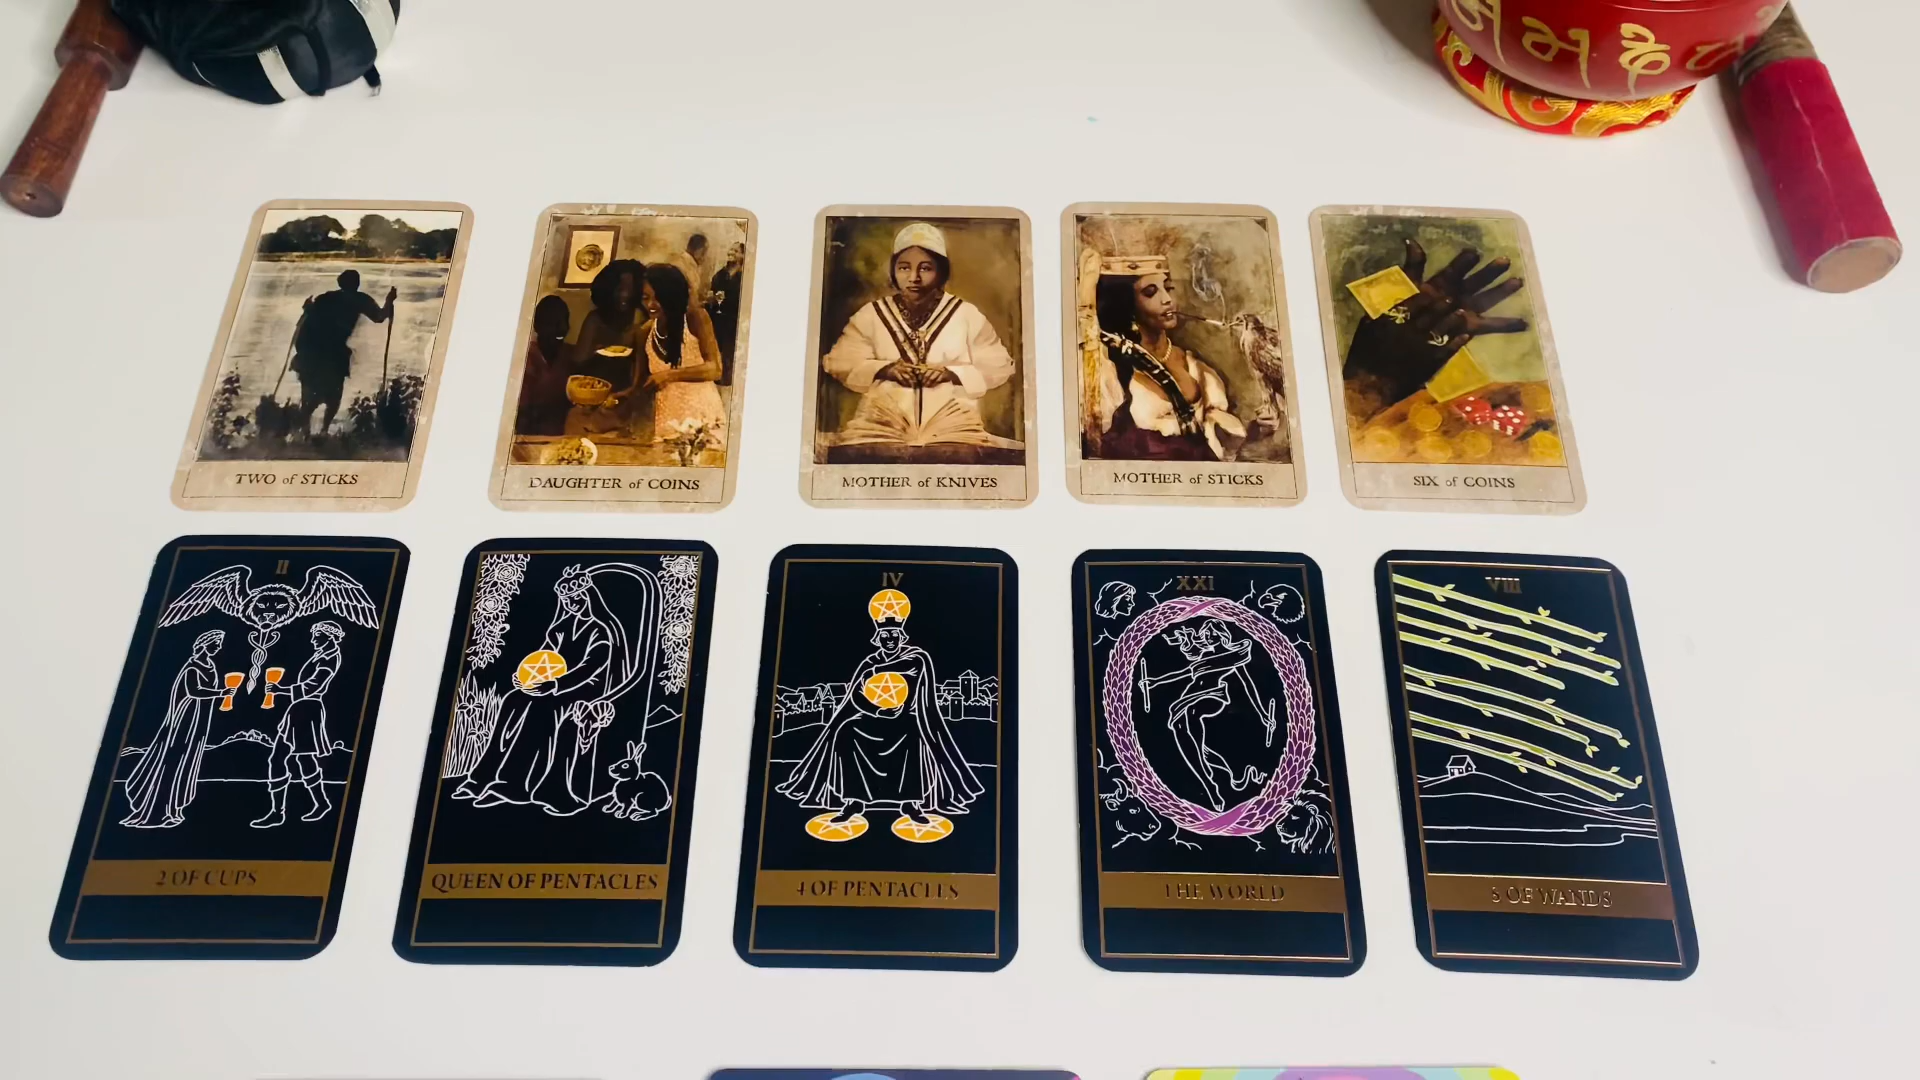 TWO of STICKS
DAUGHTER of COINS
MOTHER of KNIVES
MOTHER of STICKS
SIX of COINS
II
IV
XXI
VIII
2 OF CUPS
QUEEN OF PENTACLES
4 OF PENTACLES
THE WORLD
OF WANDS